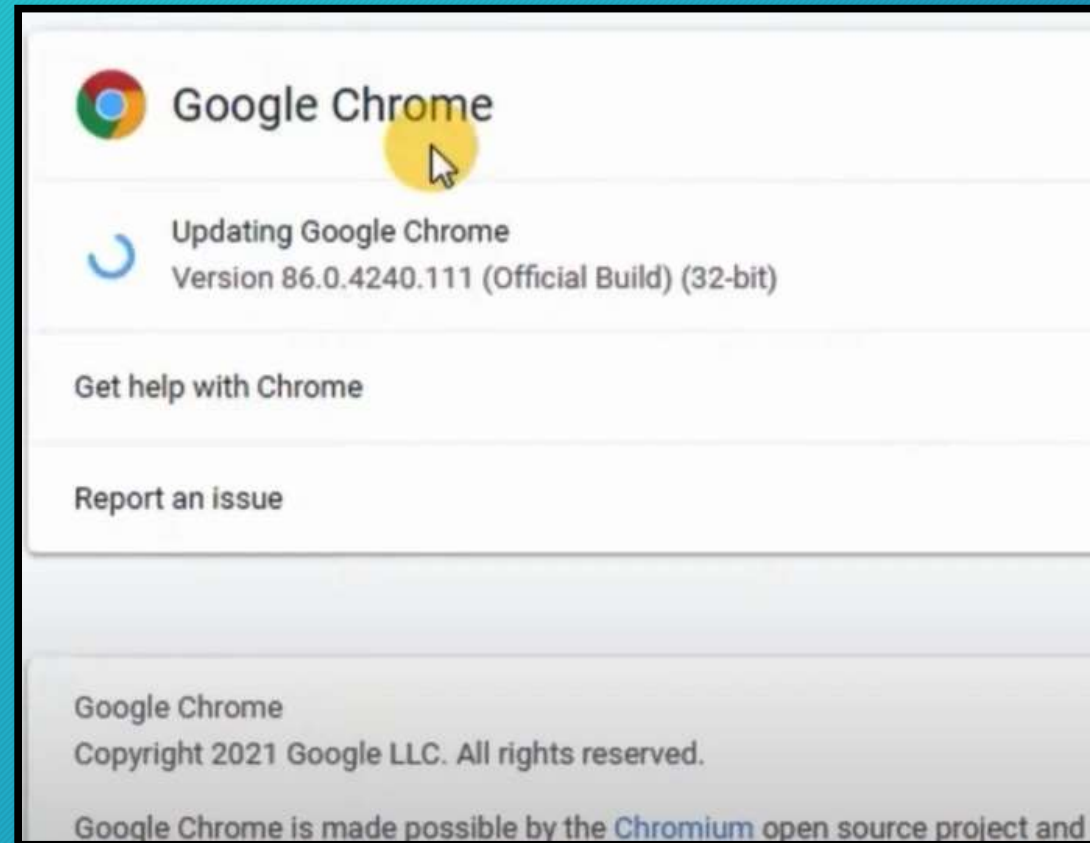 Google Chrome
Updating Google Chrome
Version 86.0.4240.111 (Official Build) (32-bit)
Get help with Chrome
Report an issue
Google Chrome
Copyright 2021 Google LLC. All rights reserved.
Google Chrome is made possible by the Chromium open source project and